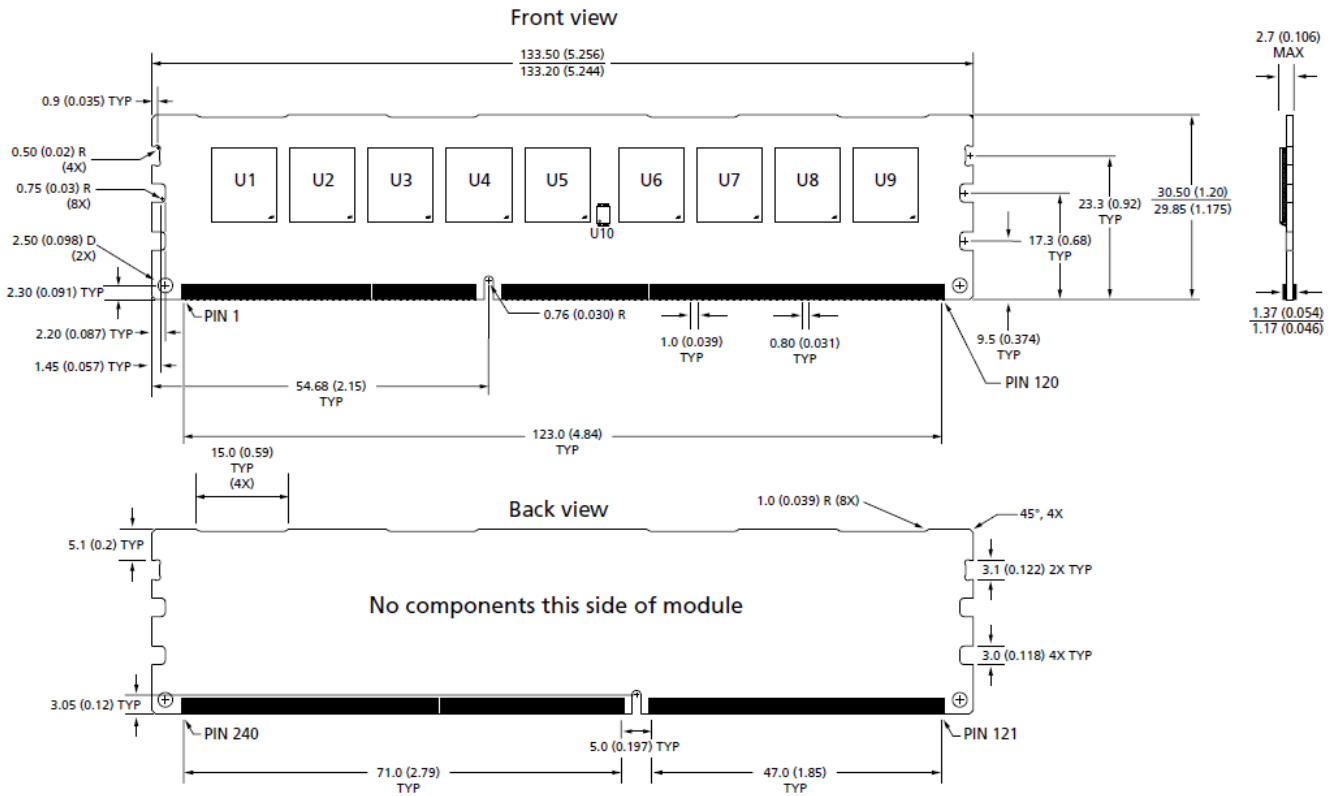 Front view
133.50 (5.256)
133.20 (5.244)
2.7 (0.106)
MAX
0.9 (0.035) TYP
0.50 (0.02) R
(4X)
0.75 (0.03) R
(8X)
2.50 (0.098) D
(2X)
2.30 (0.091) TYP
2.20 (0.087) TYP
1.45 (0.057) TYP
U1
U2
U3
U4
U5
U6
U7
U8
U9
U10
23.3 (0.92)
TYP
30.50 (1.20)
29.85 (1.175)
17.3 (0.68)
TYP
PIN 1
0.76 (0.030) R
1.0 (0.039)
TYP
0.80 (0.031)
TYP
9.5 (0.374)
TYP
1.37 (0.054)
1.17 (0.046)
PIN 120
54.68 (2.15)
TYP
123.0 (4.84)
TYP
15.0 (0.59)
TYP
(4X)
Back view
1.0 (0.039) R (8X)
45°, 4X
5.1 (0.2) TYP
3.1 (0.122) 2X TYP
No components this side of module
3.0 (0.118) 4X TYP
3.05 (0.12) TYP
PIN 240
5.0 (0.197) TYP
PIN 121
71.0 (2.79)
TYP
47.0 (1.85)
TYP